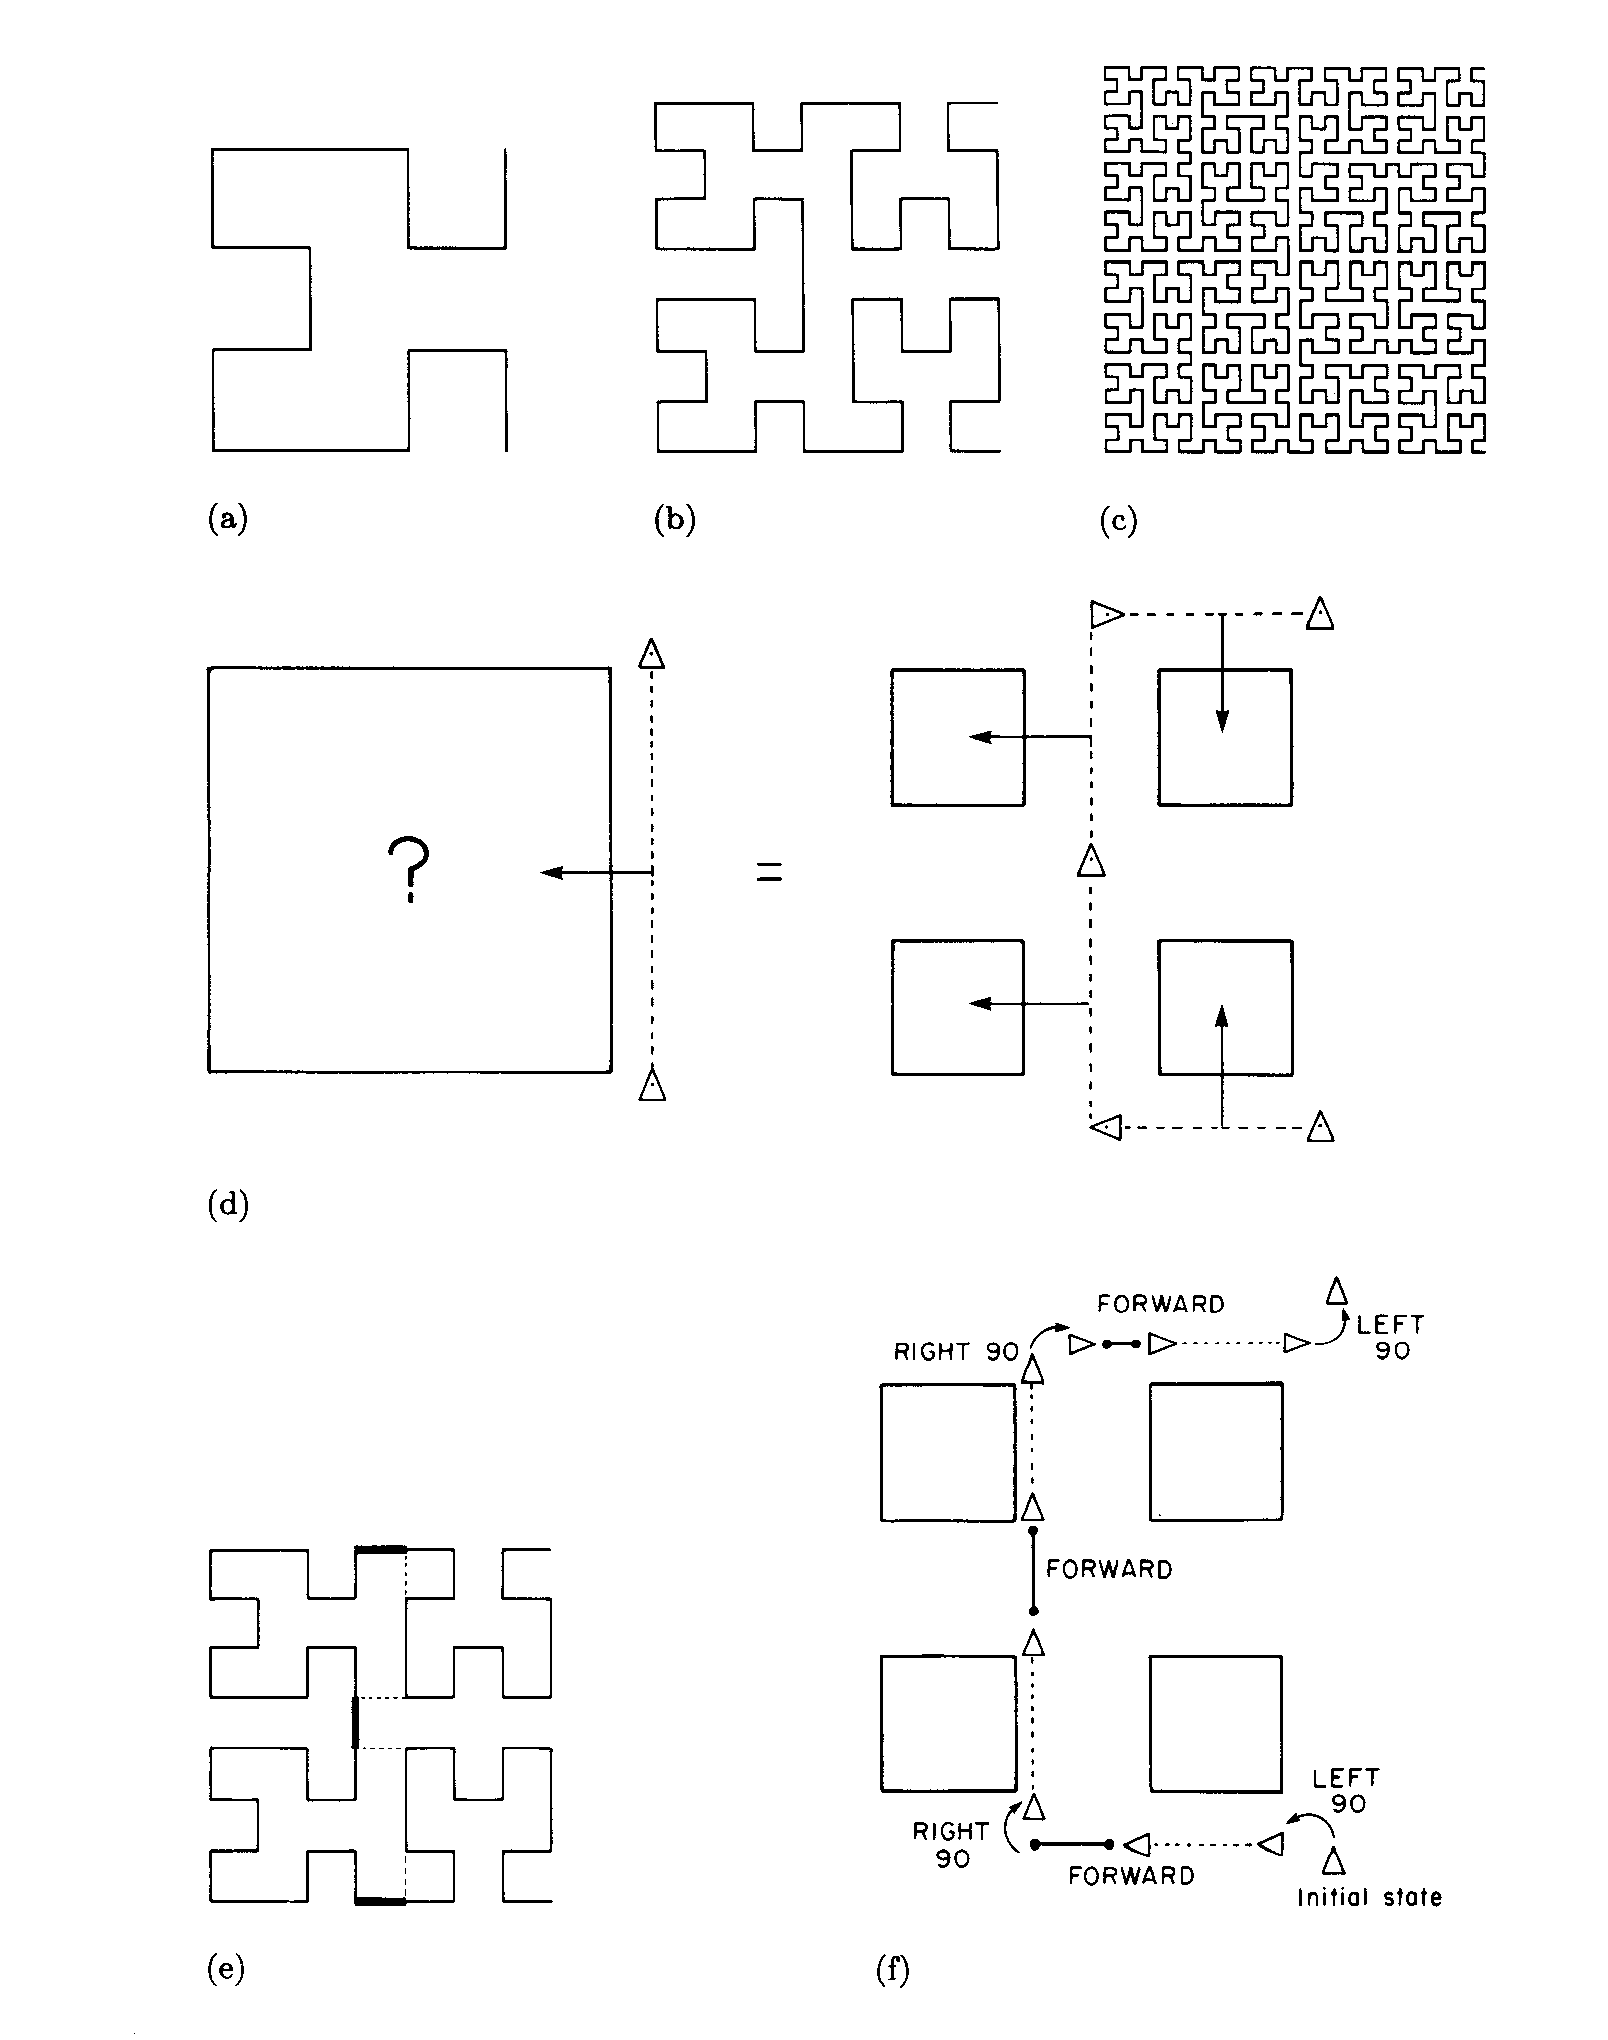 (a)
(b)
(c)
?
=
(d)
FORWARD
RIGHT 90
LEFT
90
FORWARD
LEFT
90
RIGHT
90
FORWARD
Initial state
(e)
(f)